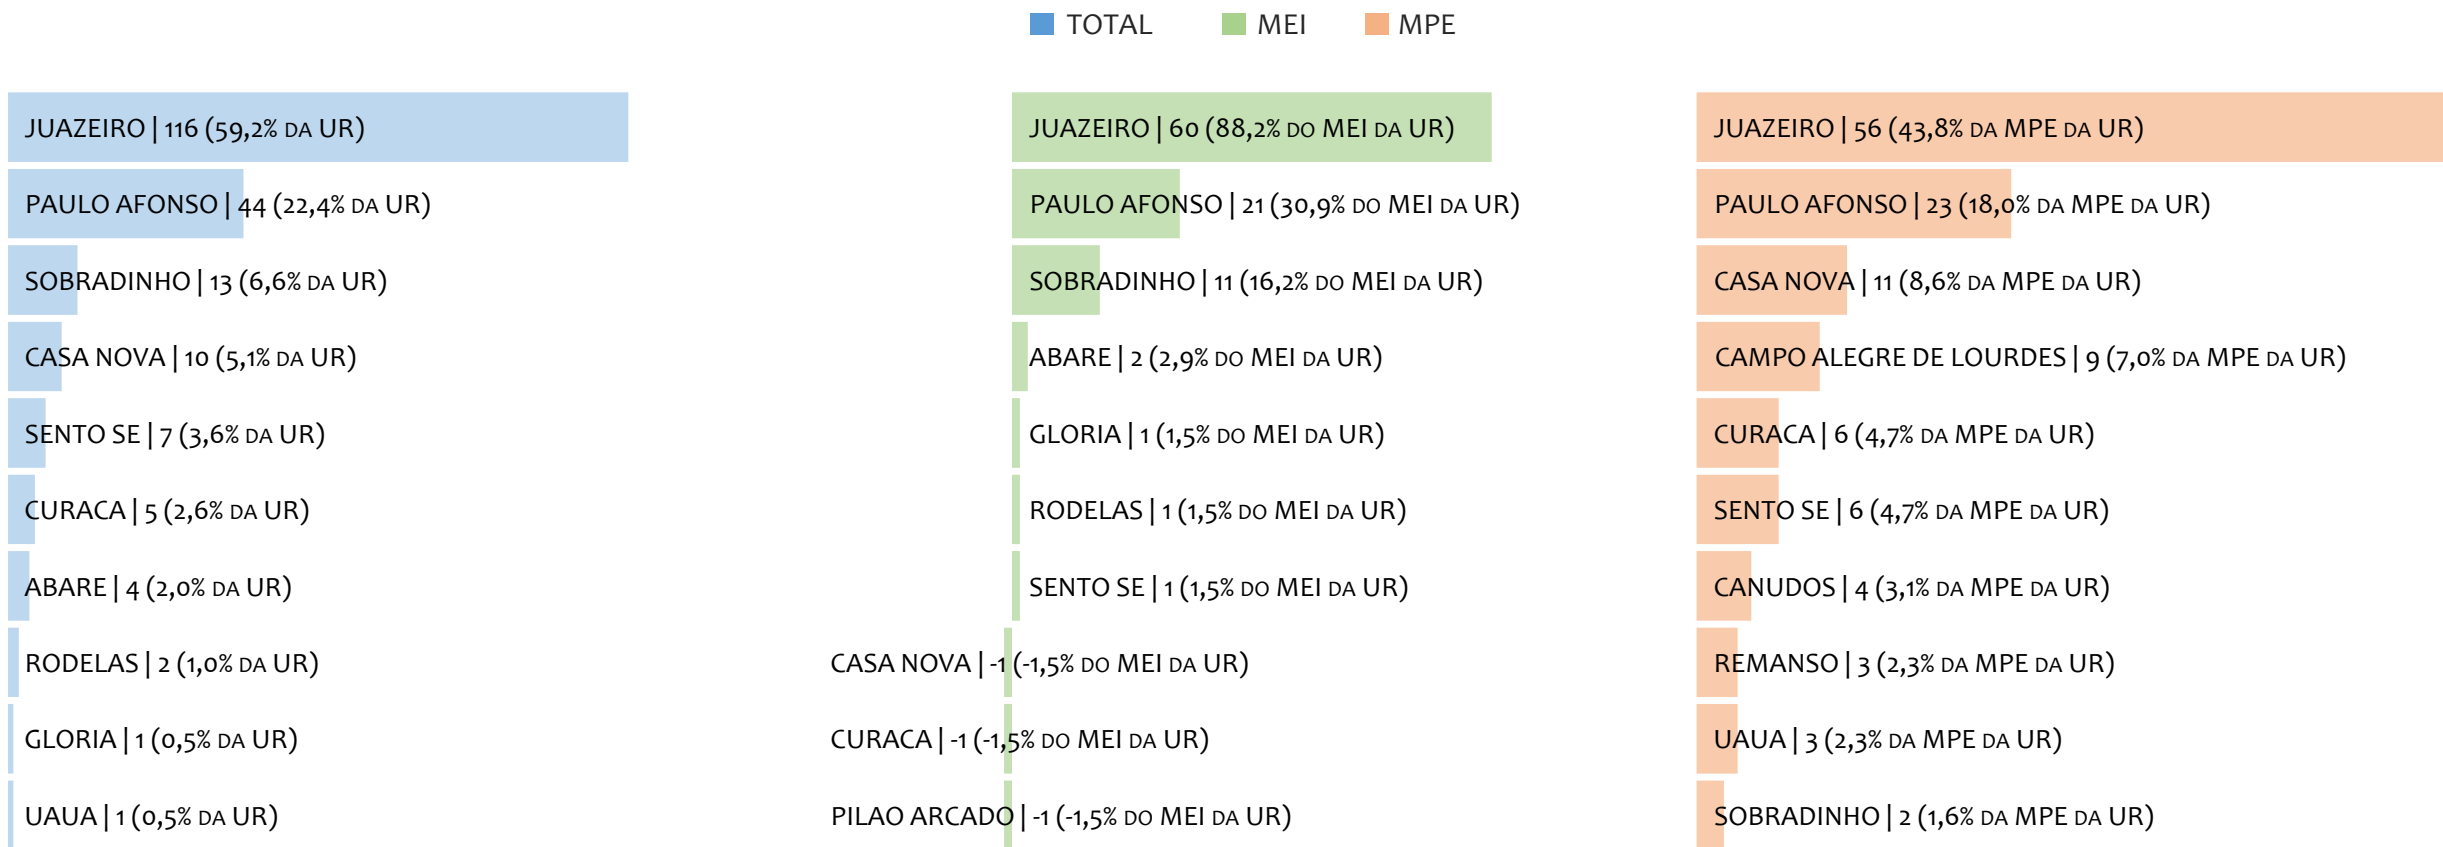 TOTAL MEI MPE
JUAZEIRO | 116 (59,2% DA UR)
PAULO AFONSO | 44 (22,4% DA UR)
SOBRADINHO | 13 (6,6% DA UR)
CASA NOVA | 10 (5,1% DA UR)
SENTO SE | 7 (3,6% DA UR)
CURACA | 5 (2,6% DA UR)
ABARE | 4 (2,0% DA UR)
RODELAS | 2 (1,0% DA UR)
GLORIA | 1 (0,5% DA UR)
UAUA | 1 (0,5% DA UR)
JUAZEIRO | 60 (88,2% DO MEI DA UR)
PAULO AFONSO | 21 (30,9% DO MEI DA UR)
SOBRADINHO | 11 (16,2% DO MEI DA UR)
ABARE | 2 (2,9% DO MEI DA UR)
GLORIA | 1 (1,5% DO MEI DA UR)
RODELAS | 1 (1,5% DO MEI DA UR)
SENTO SE | 1 (1,5% DO MEI DA UR)
CASA NOVA | -1 (-1,5% DO MEI DA UR)
CURACA | -1 (-1,5% DO MEI DA UR)
PILAO ARCADO | -1 (-1,5% DO MEI DA UR)
JUAZEIRO | 56 (43,8% DA MPE DA UR)
PAULO AFONSO | 23 (18,0% DA MPE DA UR)
CASA NOVA | 11 (8,6% DA MPE DA UR)
CAMPO ALEGRE DE LOURDES | 9 (7,0% DA MPE DA UR)
CURACA | 6 (4,7% DA MPE DA UR)
SENTO SE | 6 (4,7% DA MPE DA UR)
CANUDOS | 4 (3,1% DA MPE DA UR)
REMANSO | 3 (2,3% DA MPE DA UR)
UAUA | 3 (2,3% DA MPE DA UR)
SOBRADINHO | 2 (1,6% DA MPE DA UR)